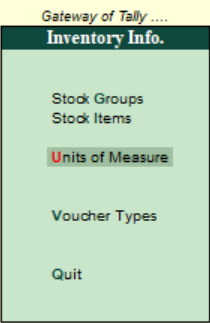 Gateway of Tally ....
Inventory Info.
Stock Groups
Stock Items
Units of Measure
Voucher Types
Quit